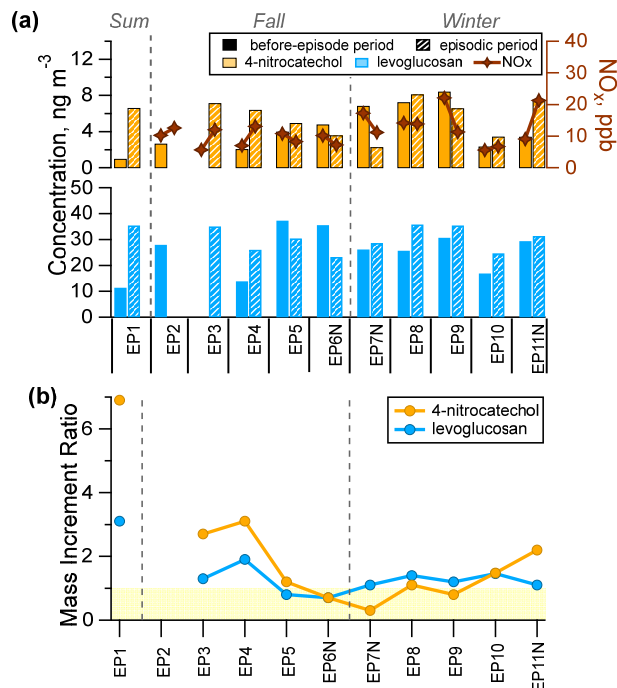 (a)
Sum Fall Winter
before-episode period episodic period
4-nitrocatechol levoglucosan NOx
Concentration, ng m⁻³
NOₓ, ppb
12
8
4
0
40
30
20
10
0
50
40
30
20
10
0
EP1 EP2 EP3 EP4 EP5 EP6N EP7N EP8 EP9 EP10 EP11N
(b)
4-nitrocatechol
levoglucosan
Mass Increment Ratio
6
4
2
0
EP1 EP2 EP3 EP4 EP5 EP6N EP7N EP8 EP9 EP10 EP11N